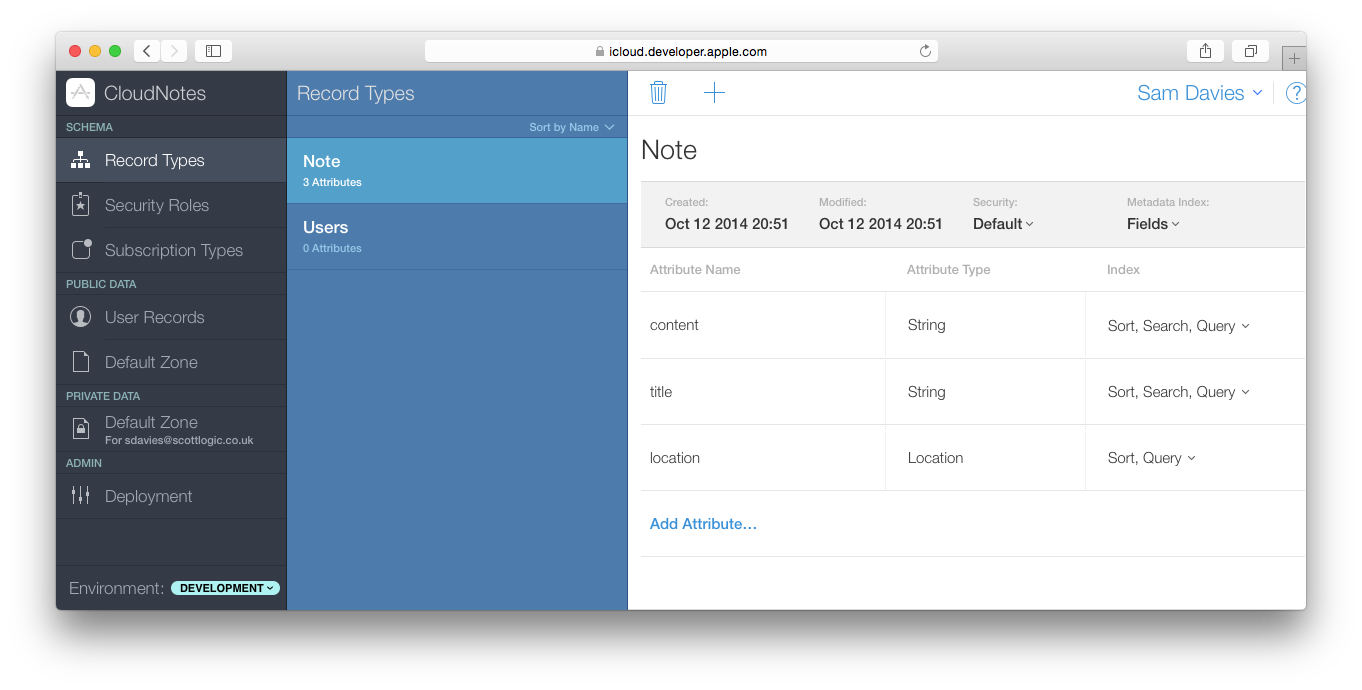 icloud.developer.apple.com
CloudNotes
SCHEMA
Record Types
Security Roles
Subscription Types
PUBLIC DATA
User Records
Default Zone
PRIVATE DATA
Default Zone
For sdavies@scottlogic.co.uk
ADMIN
Deployment
Environment: DEVELOPMENT
Record Types
Sort by Name
Note
3 Attributes
Users
0 Attributes
Sam Davies ?
Note
Created: Modified: Security: Metadata Index:
Oct 12 2014 20:51 Oct 12 2014 20:51 Default Fields
Attribute Name Attribute Type Index
content String Sort, Search, Query
title String Sort, Search, Query
location Location Sort, Query
Add Attribute...